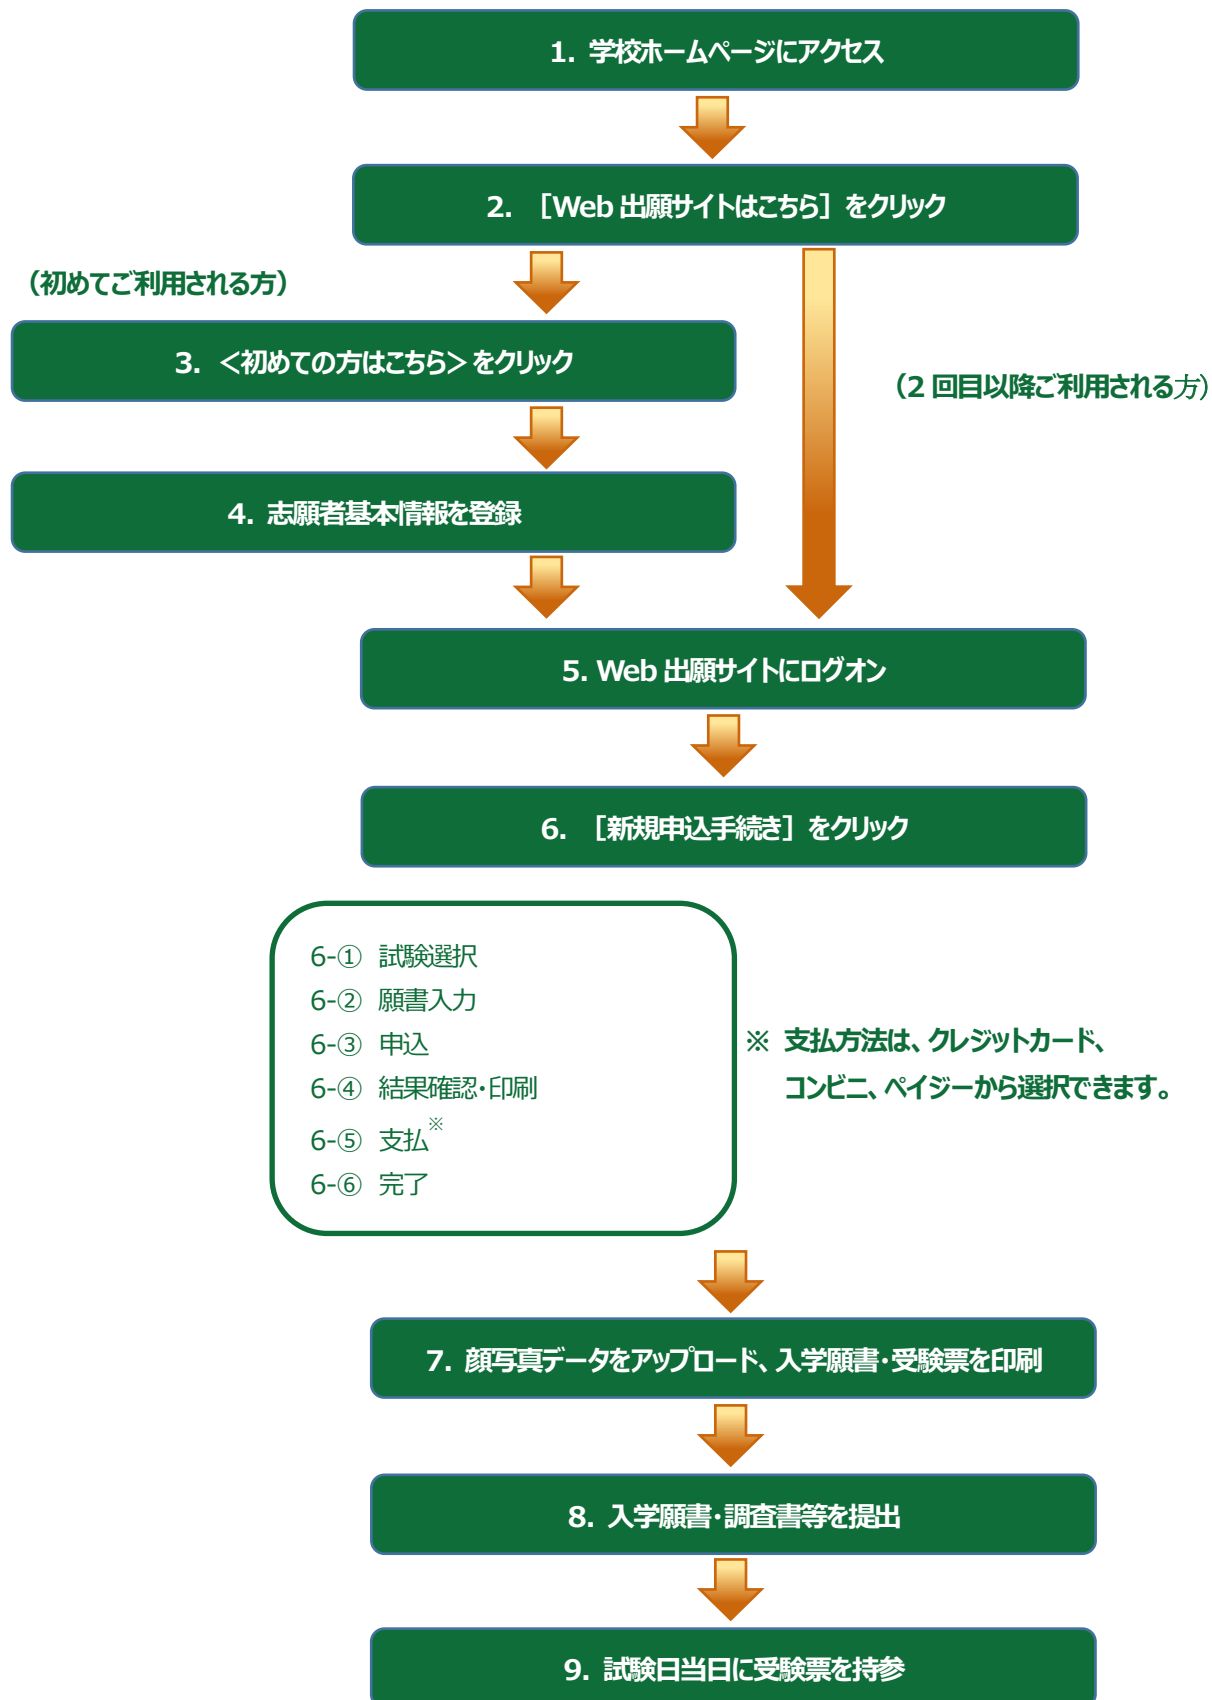 1. 学校ホームページにアクセス
2. ［Web 出願サイトはこちら］をクリック
（初めてご利用される方）
3. ＜初めての方はこちら＞をクリック
（2 回目以降ご利用される方）
4. 志願者基本情報を登録
5. Web 出願サイトにログオン
6. ［新規申込手続き］をクリック
6-① 試験選択
6-② 願書入力
6-③ 申込
6-④ 結果確認・印刷
6-⑤ 支払※
6-⑥ 完了
※ 支払方法は、クレジットカード、
コンビニ、ペイジーから選択できます。
7. 顔写真データをアップロード、入学願書・受験票を印刷
8. 入学願書・調査書等を提出
9. 試験日当日に受験票を持参